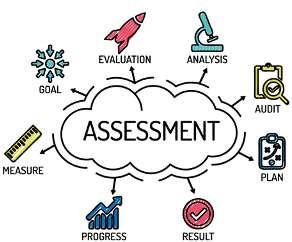 EVALUATION
ANALYSIS
GOAL
AUDIT
ASSESSMENT
MEASURE
PLAN
PROGRESS
RESULT